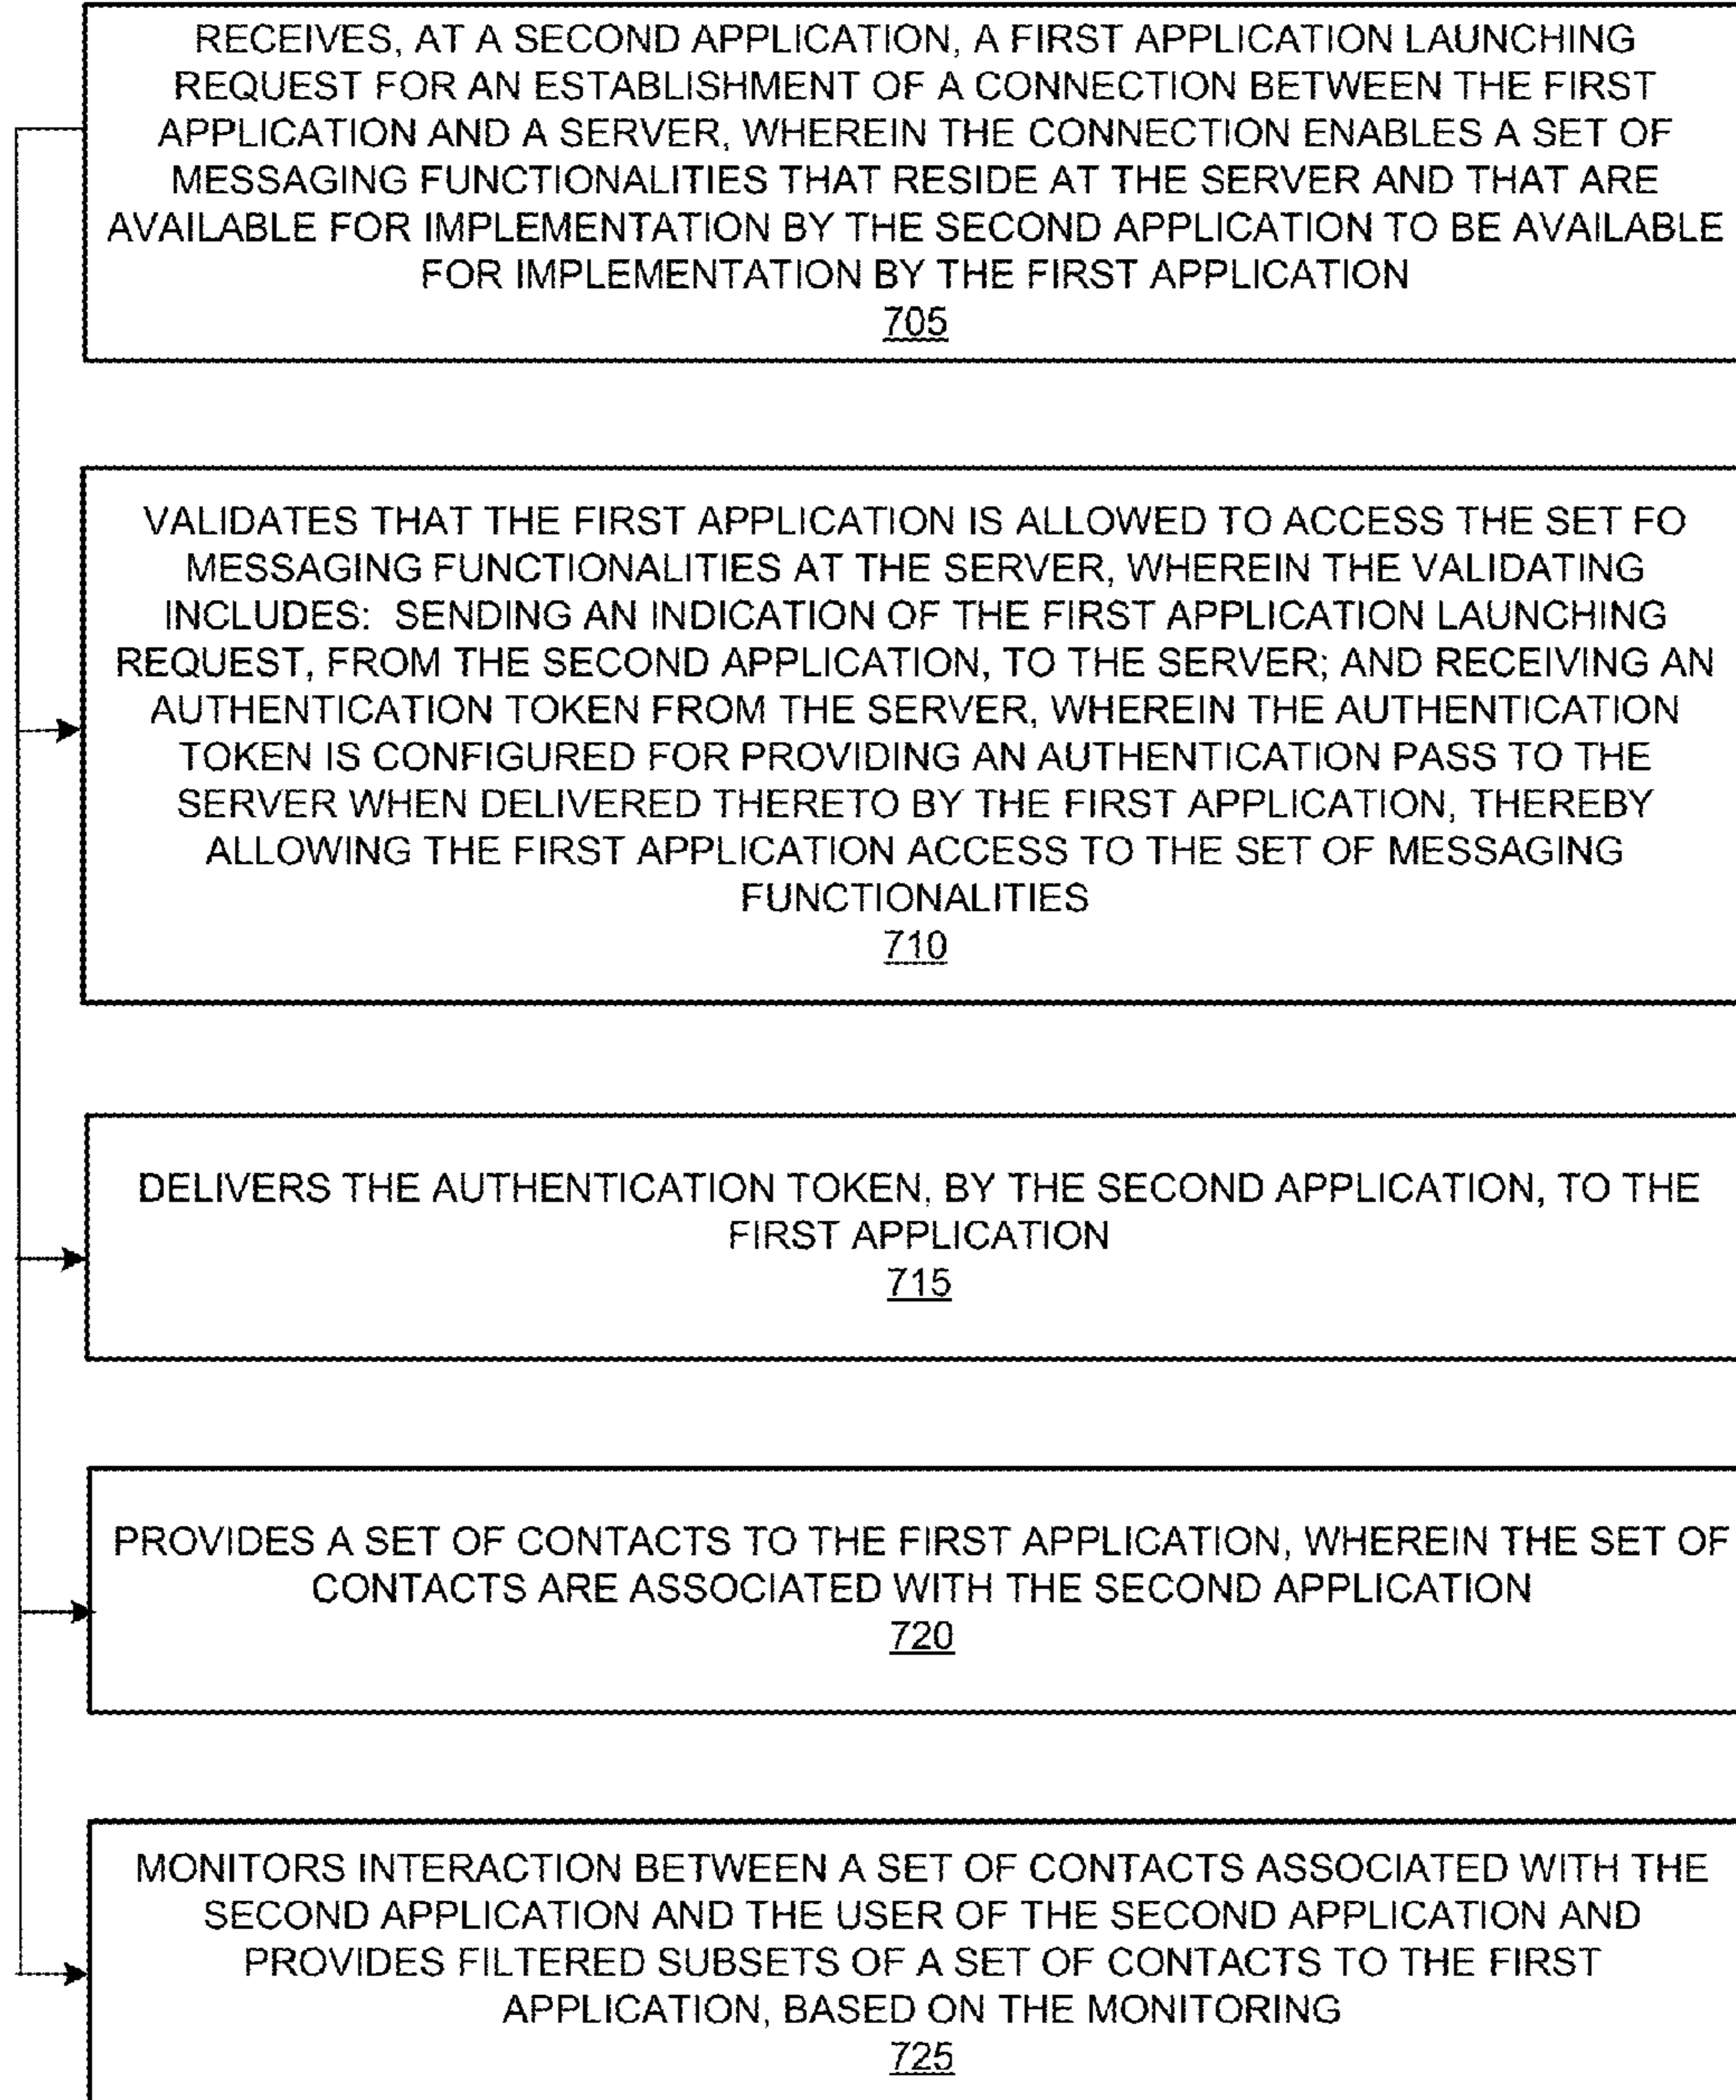 RECEIVES, AT A SECOND APPLICATION, A FIRST APPLICATION LAUNCHING
REQUEST FOR AN ESTABLISHMENT OF A CONNECTION BETWEEN THE FIRST
APPLICATION AND A SERVER, WHEREIN THE CONNECTION ENABLES A SET OF
MESSAGING FUNCTIONALITIES THAT RESIDE AT THE SERVER AND THAT ARE
AVAILABLE FOR IMPLEMENTATION BY THE SECOND APPLICATION TO BE AVAILABLE
FOR IMPLEMENTATION BY THE FIRST APPLICATION
705
VALIDATES THAT THE FIRST APPLICATION IS ALLOWED TO ACCESS THE SET FO
MESSAGING FUNCTIONALITIES AT THE SERVER, WHEREIN THE VALIDATING
INCLUDES: SENDING AN INDICATION OF THE FIRST APPLICATION LAUNCHING
REQUEST, FROM THE SECOND APPLICATION, TO THE SERVER; AND RECEIVING AN
AUTHENTICATION TOKEN FROM THE SERVER, WHEREIN THE AUTHENTICATION
TOKEN IS CONFIGURED FOR PROVIDING AN AUTHENTICATION PASS TO THE
SERVER WHEN DELIVERED THERETO BY THE FIRST APPLICATION, THEREBY
ALLOWING THE FIRST APPLICATION ACCESS TO THE SET OF MESSAGING
FUNCTIONALITIES
710
DELIVERS THE AUTHENTICATION TOKEN, BY THE SECOND APPLICATION, TO THE
FIRST APPLICATION
715
PROVIDES A SET OF CONTACTS TO THE FIRST APPLICATION, WHEREIN THE SET OF
CONTACTS ARE ASSOCIATED WITH THE SECOND APPLICATION
720
MONITORS INTERACTION BETWEEN A SET OF CONTACTS ASSOCIATED WITH THE
SECOND APPLICATION AND THE USER OF THE SECOND APPLICATION AND
PROVIDES FILTERED SUBSETS OF A SET OF CONTACTS TO THE FIRST
APPLICATION, BASED ON THE MONITORING
725